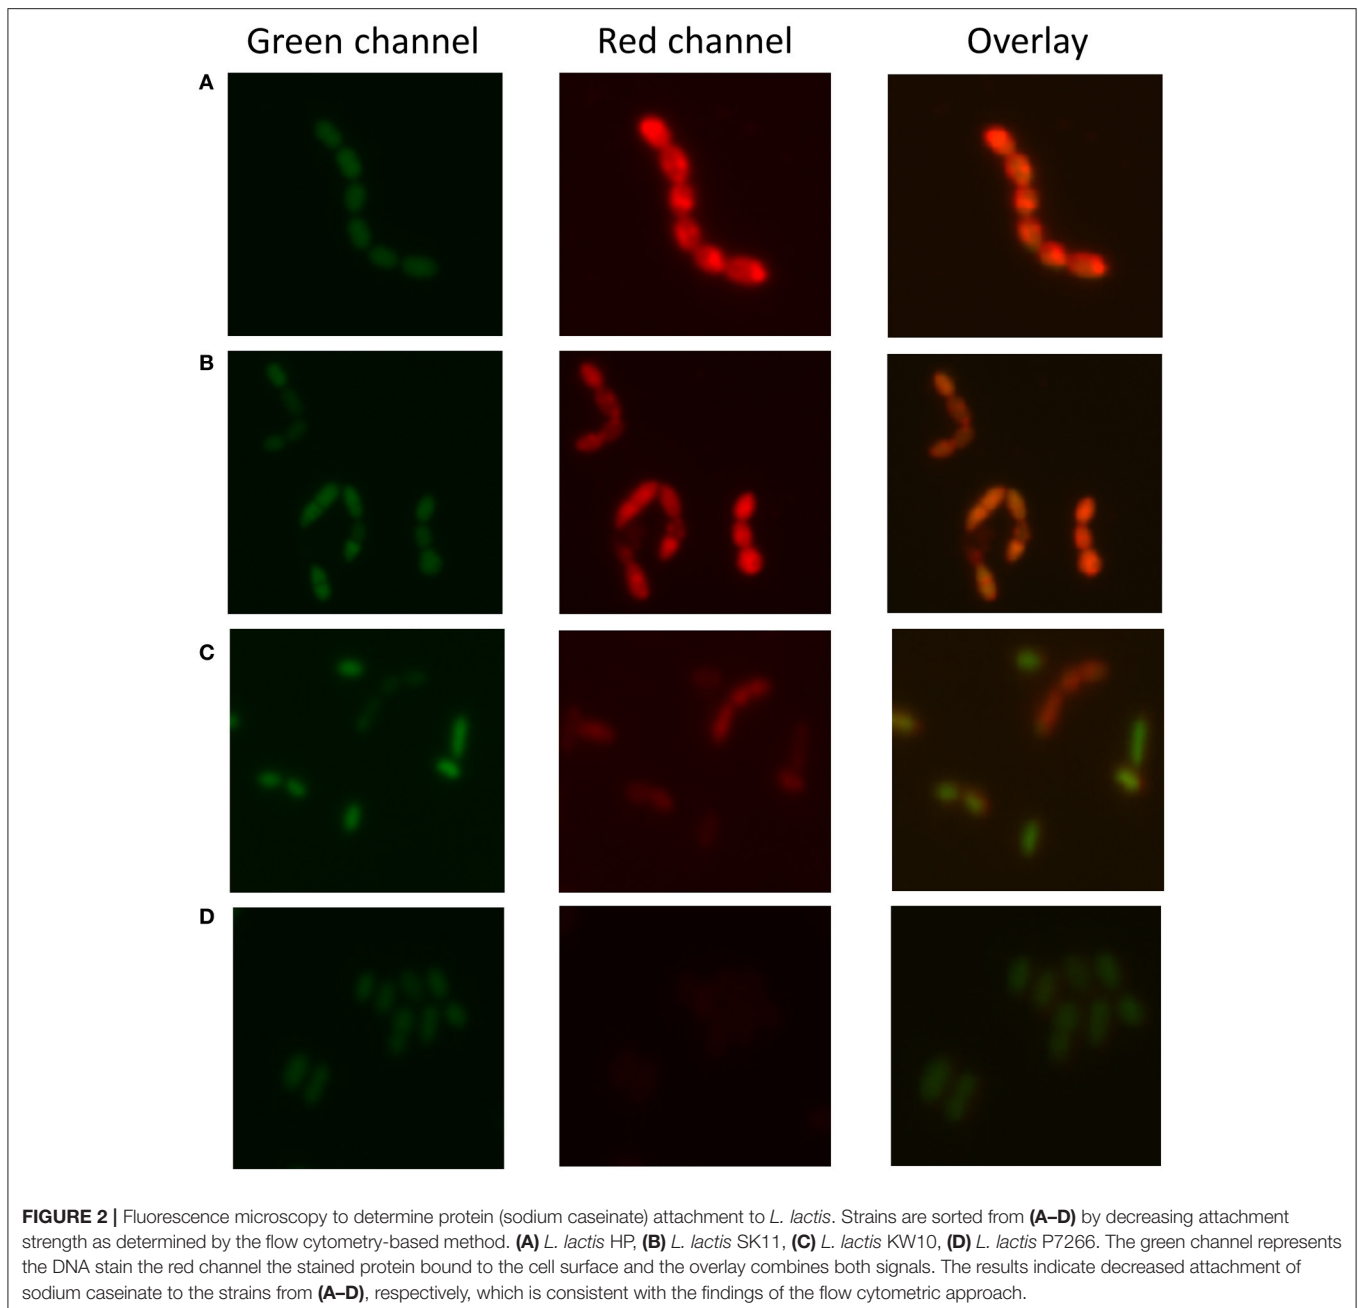 Green channel Red channel Overlay
A
B
C
D
FIGURE 2 | Fluorescence microscopy to determine protein (sodium caseinate) attachment to L. lactis. Strains are sorted from (A–D) by decreasing attachment
strength as determined by the flow cytometry-based method. (A) L. lactis HP, (B) L. lactis SK11, (C) L. lactis KW10, (D) L. lactis P7266. The green channel represents
the DNA stain the red channel the stained protein bound to the cell surface and the overlay combines both signals. The results indicate decreased attachment of
sodium caseinate to the strains from (A–D), respectively, which is consistent with the findings of the flow cytometric approach.